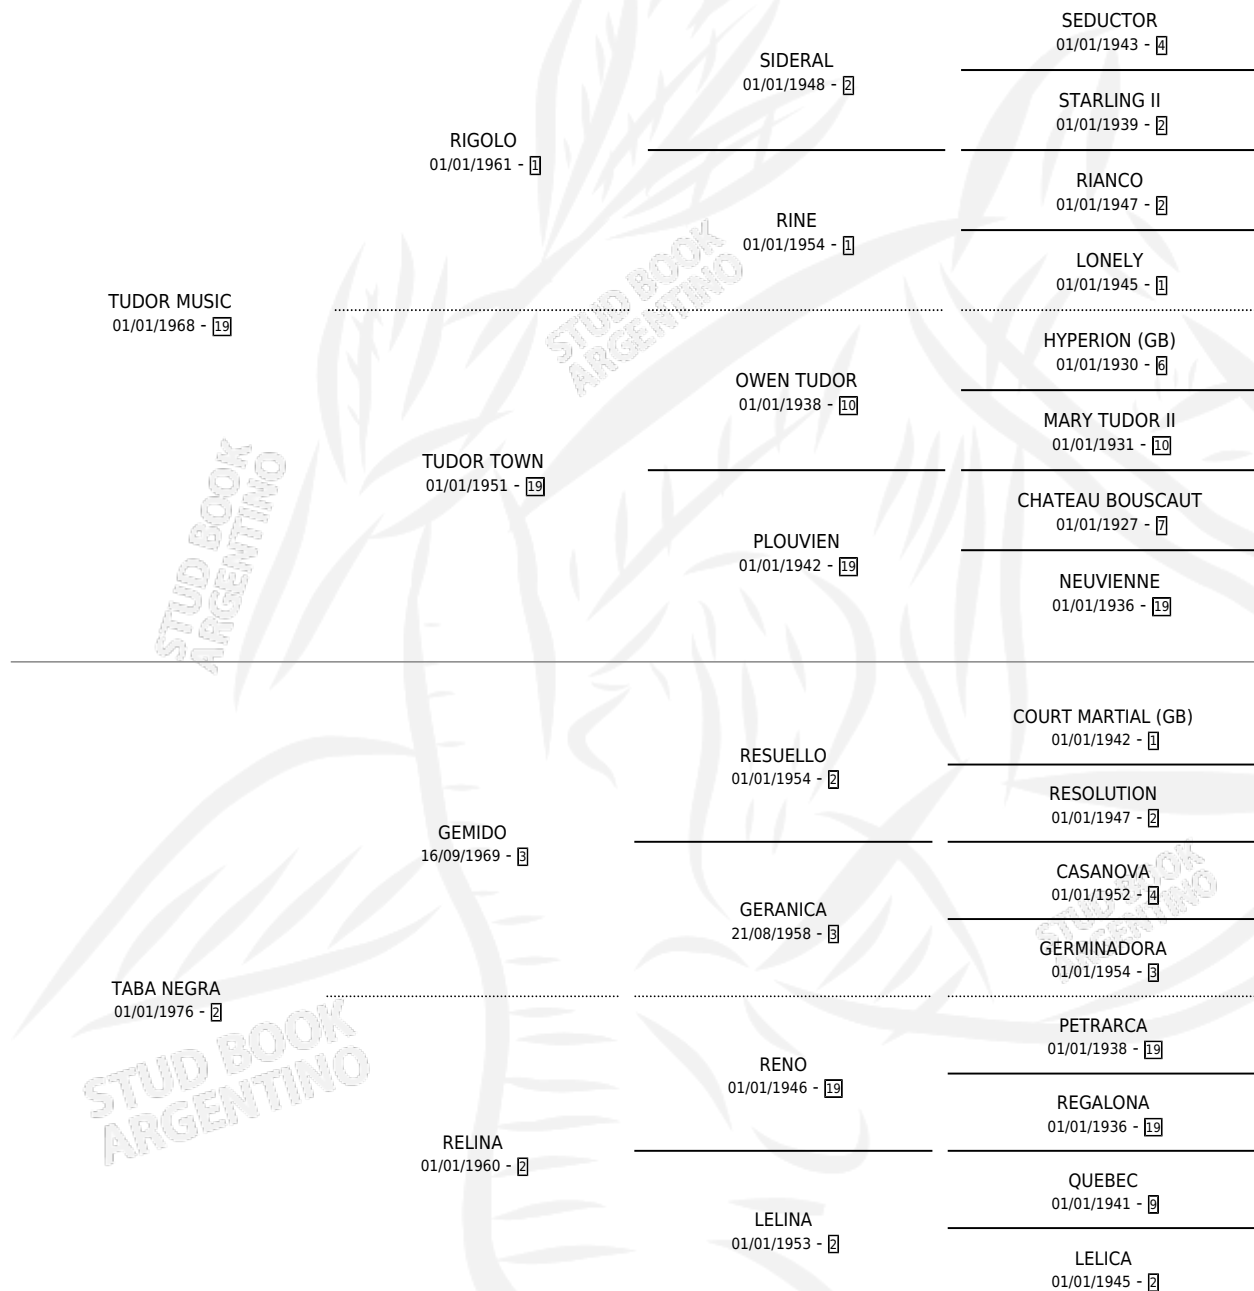 SEDUCTOR
01/01/1943 - 4
SIDERAL
01/01/1948 - 2
STARLING II
01/01/1939 - 2
RIGOLO
01/01/1961 - 1
RIANCO
01/01/1947 - 2
RINE
01/01/1954 - 1
LONELY
01/01/1945 - 1
TUDOR MUSIC
01/01/1968 - 19
STUD BOOK
ARGENTINO
HYPERION (GB)
01/01/1930 - 6
OWEN TUDOR
01/01/1938 - 10
MARY TUDOR II
01/01/1931 - 10
TUDOR TOWN
01/01/1951 - 19
CHATEAU BOUSCAUT
01/01/1927 - 7
PLOUVIEN
01/01/1942 - 19
NEUVIENNE
01/01/1936 - 19
STUD BOOK
ARGENTINO
COURT MARTIAL (GB)
01/01/1942 - 1
RESUELLO
01/01/1954 - 2
RESOLUTION
01/01/1947 - 2
GEMIDO
16/09/1969 - 3
CASANOVA
01/01/1952 - 4
GERANICA
21/08/1958 - 3
GERMINADORA
01/01/1954 - 3
STUD BOOK
ARGENTINO
TABA NEGRA
01/01/1976 - 2
PETRARCA
01/01/1938 - 19
RENO
01/01/1946 - 19
REGALONA
01/01/1936 - 19
STUD BOOK
ARGENTINO
RELINA
01/01/1960 - 2
QUEBEC
01/01/1941 - 9
LELINA
01/01/1953 - 2
LELICA
01/01/1945 - 2